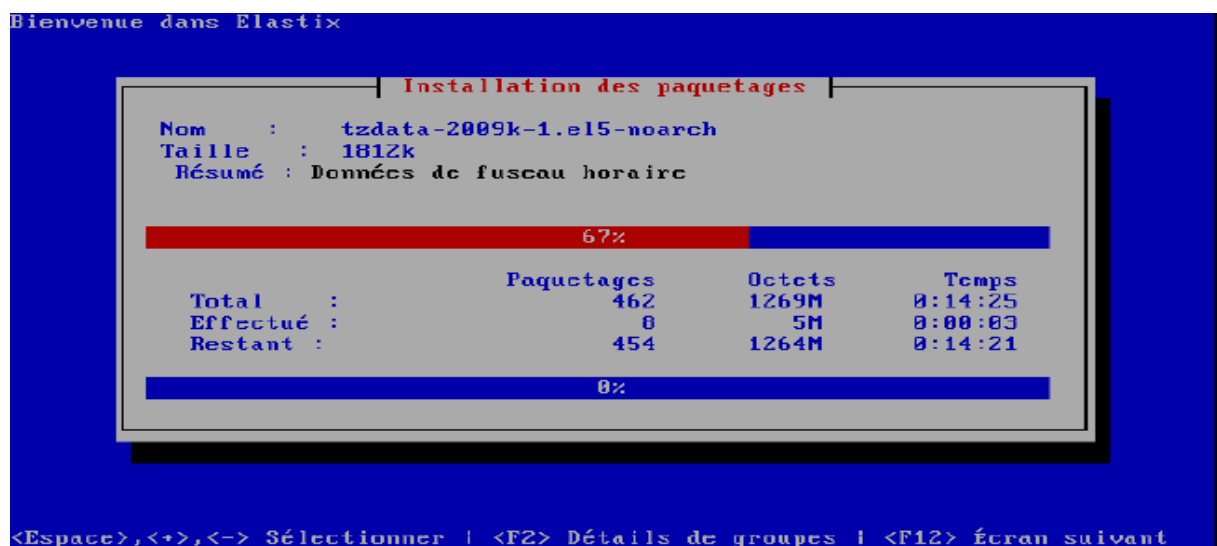 Bienvenue dans Elastix
Installation des paquetages
Nom : tzdata-2009k-1.el5-noarch
Taille : 1812k
Résumé : Données de fuseau horaire
67%
Paquetages Octets Temps
Total : 462 1269M 0:14:25
Effectué : 8 5M 0:00:03
Restant : 454 1264M 0:14:21
0%
<Espace>,<+>,<-> Sélectionner | <F2> Détails de groupes | <F12> Écran suivant